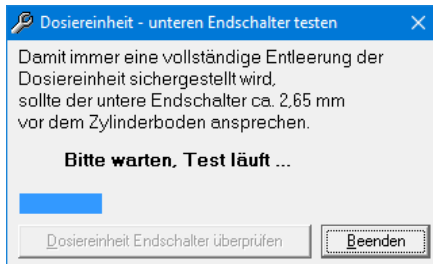 Dosiereinheit - unteren Endschalter testen
Damit immer eine vollständige Entleerung der
Dosiereinheit sichergestellt wird,
sollte der untere Endschalter ca. 2,65 mm
vor dem Zylinderboden ansprechen.
Bitte warten, Test läuft ...
Dosiereinheit Endschalter überprüfen
Beenden